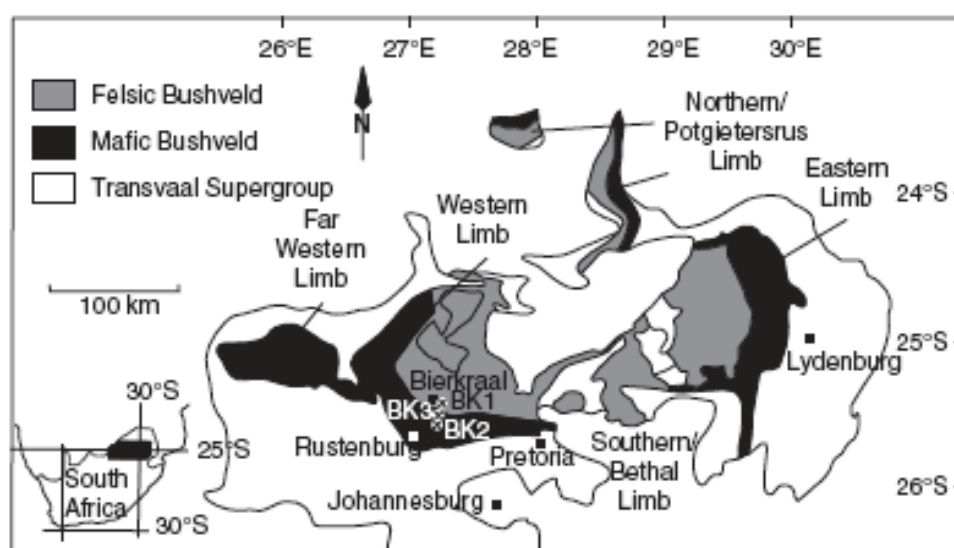 26°E
27°E
28°E
29°E
30°E
Felsic Bushveld
Mafic Bushveld
Transvaal Supergroup
N
Northern/
Potgietersrus
Limb
Eastern
Limb
24°S
Far
Western
Limb
Western
Limb
100 km
25°S
Lydenburg
Bierkraal
BK1
BK3
BK2
Rustenburg
Pretoria
Southern/
Bethal
Limb
Johannesburg
26°S
30°S
25°S
South
Africa
30°S